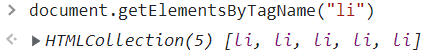 > document.getElementsByTagName("li")
<· ▶ HTMLCollection(5) [li, li, li, li, li]